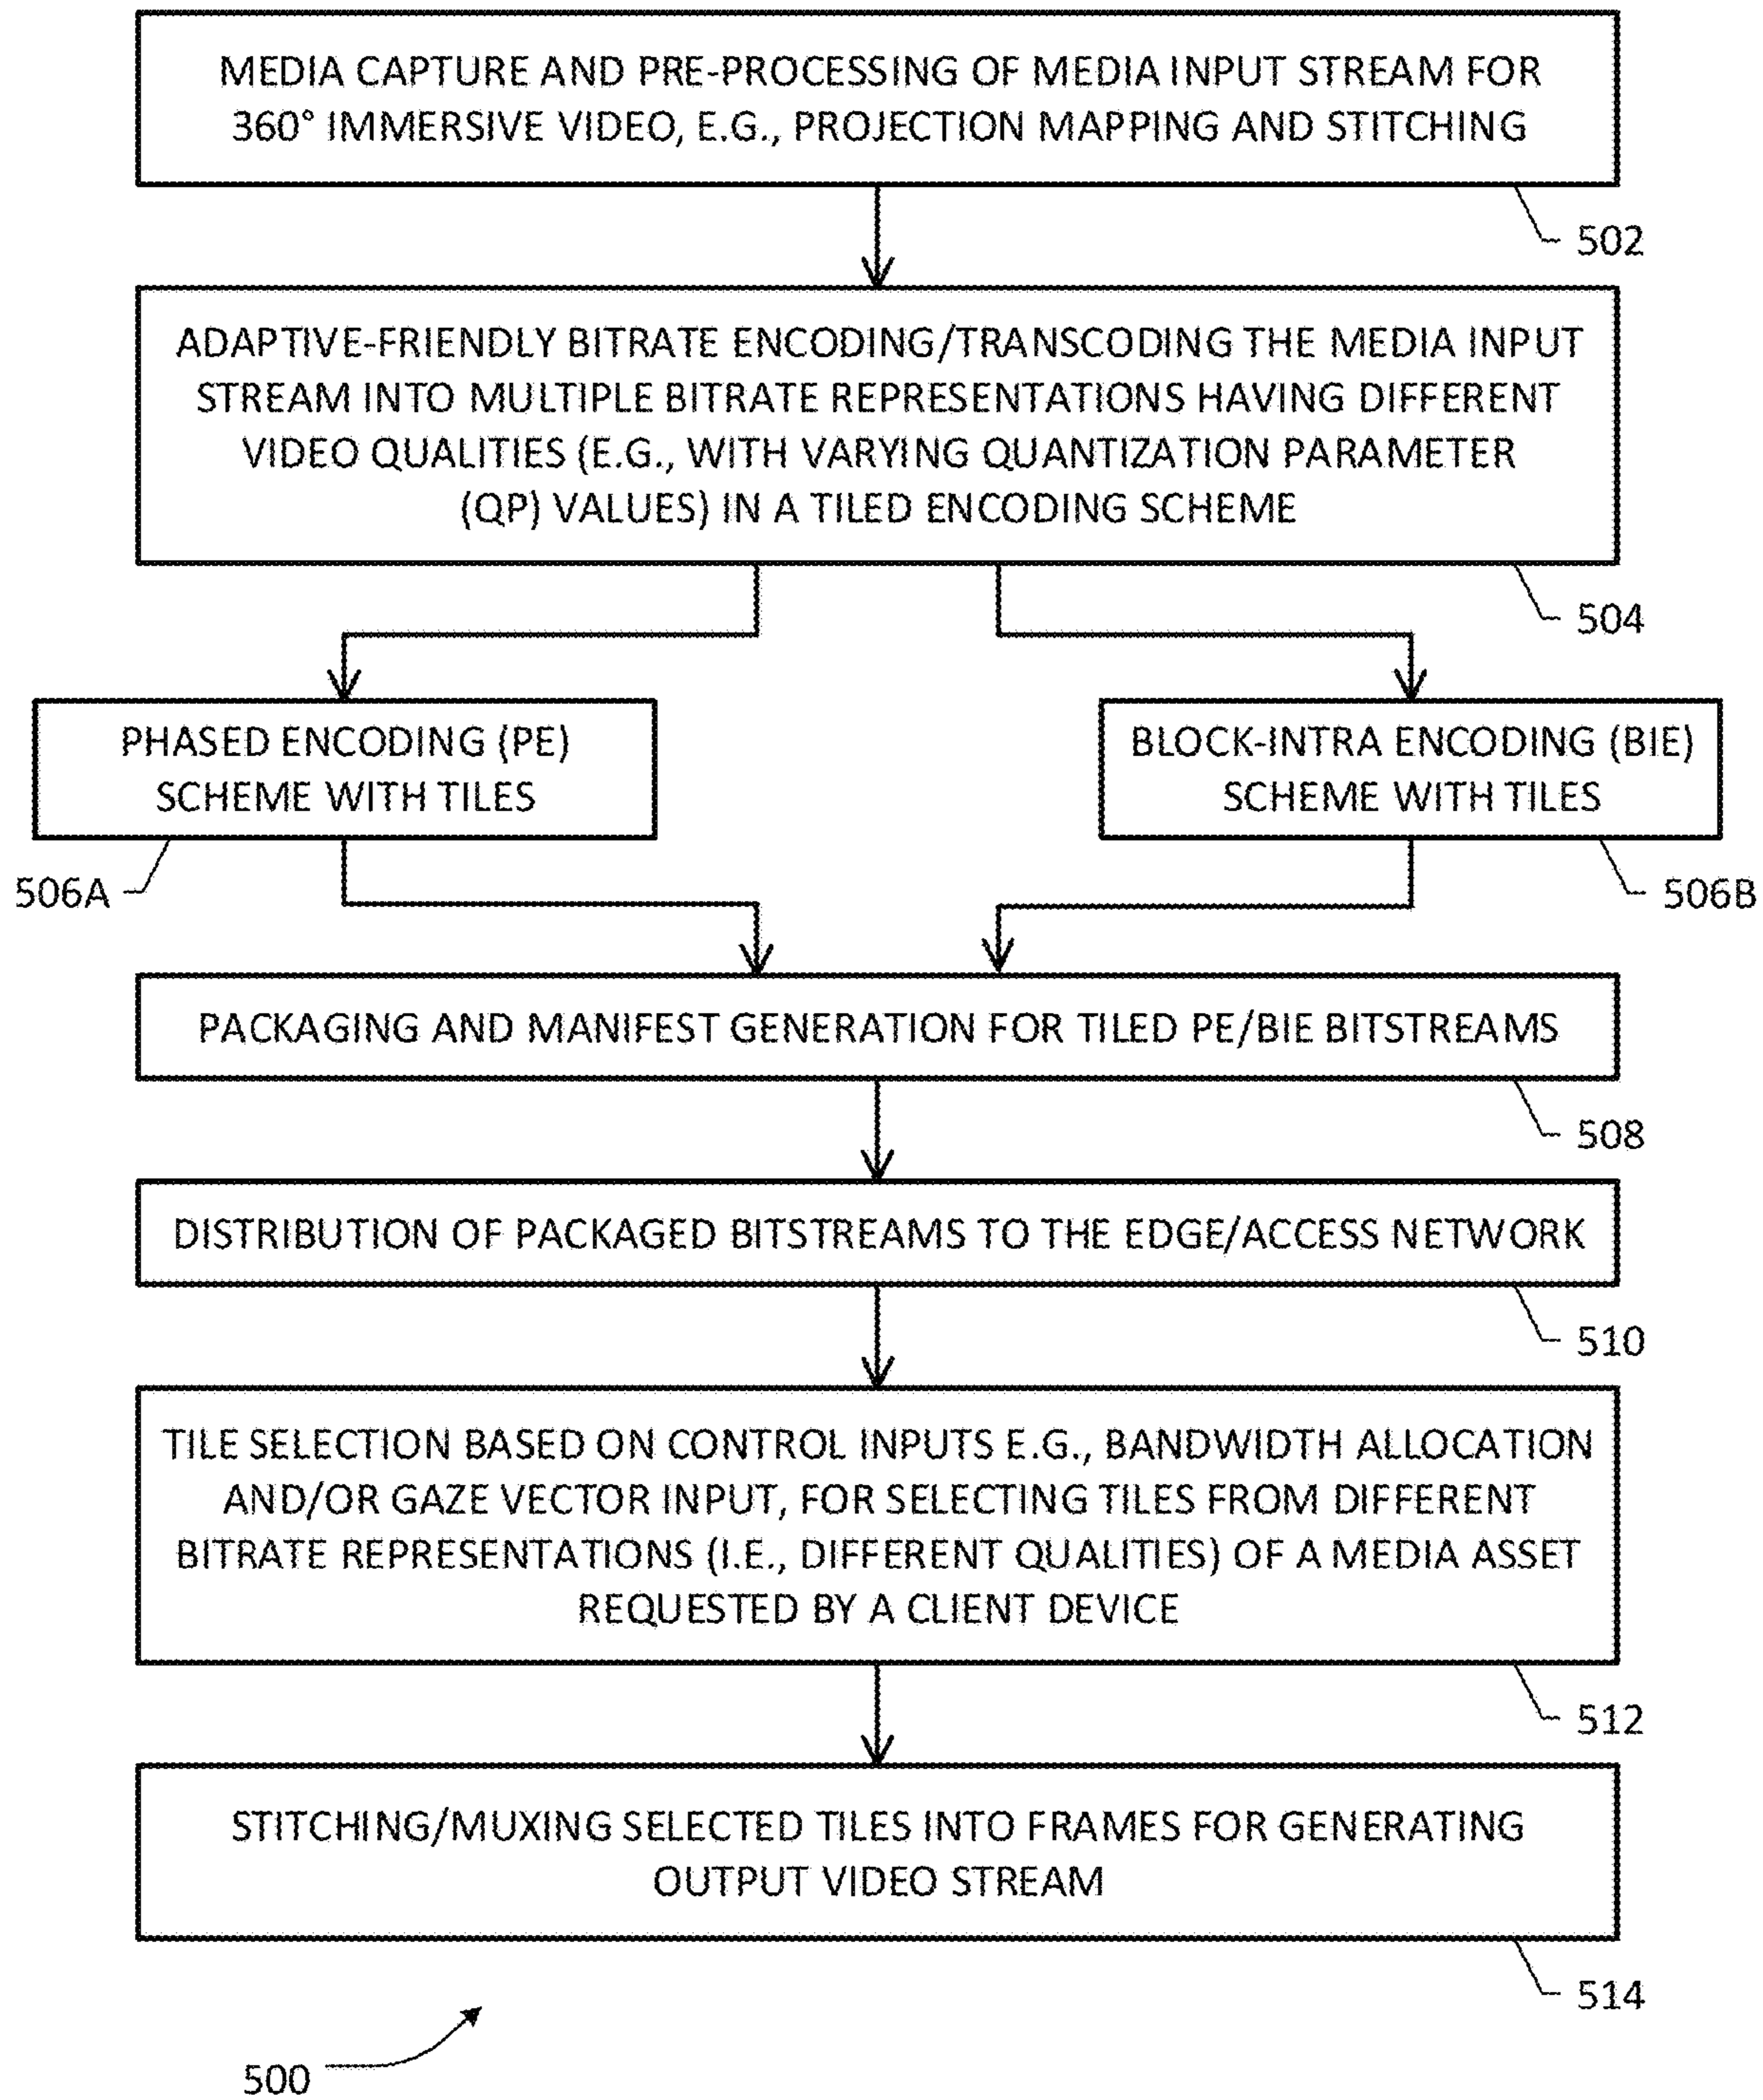 MEDIA CAPTURE AND PRE-PROCESSING OF MEDIA INPUT STREAM FOR
360° IMMERSIVE VIDEO, E.G., PROJECTION MAPPING AND STITCHING
502
ADAPTIVE-FRIENDLY BITRATE ENCODING/TRANSCODING THE MEDIA INPUT
STREAM INTO MULTIPLE BITRATE REPRESENTATIONS HAVING DIFFERENT
VIDEO QUALITIES (E.G., WITH VARYING QUANTIZATION PARAMETER
(QP) VALUES) IN A TILED ENCODING SCHEME
504
PHASED ENCODING (PE)
SCHEME WITH TILES
506A
BLOCK-INTRA ENCODING (BIE)
SCHEME WITH TILES
506B
PACKAGING AND MANIFEST GENERATION FOR TILED PE/BIE BITSTREAMS
508
DISTRIBUTION OF PACKAGED BITSTREAMS TO THE EDGE/ACCESS NETWORK
510
TILE SELECTION BASED ON CONTROL INPUTS E.G., BANDWIDTH ALLOCATION
AND/OR GAZE VECTOR INPUT, FOR SELECTING TILES FROM DIFFERENT
BITRATE REPRESENTATIONS (I.E., DIFFERENT QUALITIES) OF A MEDIA ASSET
REQUESTED BY A CLIENT DEVICE
512
STITCHING/MUXING SELECTED TILES INTO FRAMES FOR GENERATING
OUTPUT VIDEO STREAM
514
500